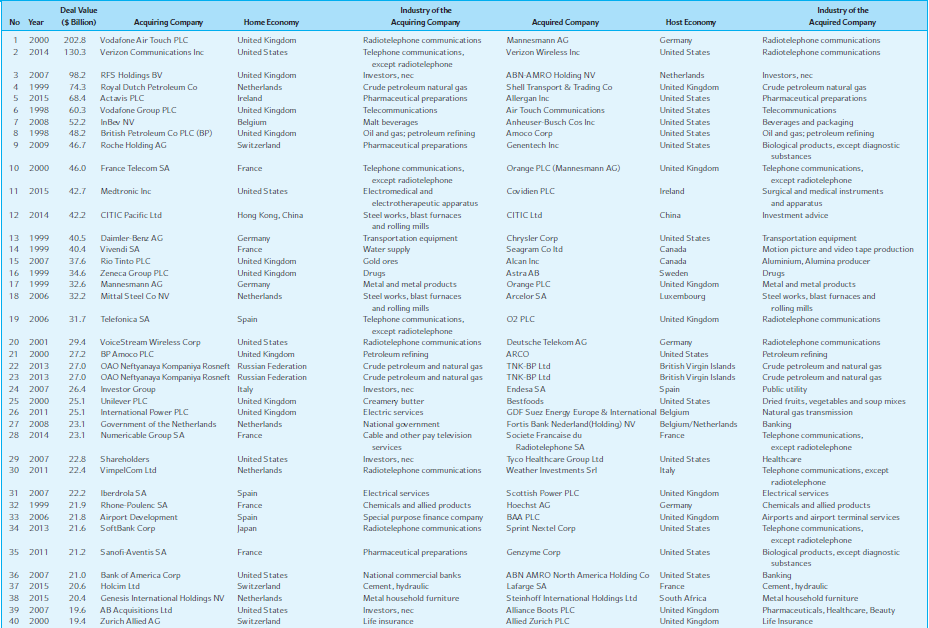 Deal Value Industry of the Industry of the
No Year ($ Billion) Acquiring Company Home Economy Acquiring Company Acquired Company Host Economy Acquired Company
1 2000 202.8 Vodafone Air Touch PLC United Kingdom Radiotelephone communications Mannesmann AG Germany Radiotelephone communications
2 2014 130.3 Verizon Communications Inc United States Telephone communications, Verizon Wireless Inc United States Radiotelephone communications
except radiotelephone
3 2007 98.2 RFS Holdings BV United Kingdom Investors, nec ABN-AMRO Holding NV Netherlands Investors, nec
4 1999 74.3 Royal Dutch Petroleum Co Netherlands Crude petroleum natural gas Shell Transport & Trading Co United Kingdom Crude petroleum natural gas
5 2015 68.4 Actavis PLC Ireland Pharmaceutical preparations Allergan Inc United States Pharmaceutical preparations
6 1998 60.3 Vodafone Group PLC United Kingdom Telecommunications Air Touch Communications United States Telecommunications
7 2008 52.2 InBev NV Belgium Malt beverages Anheuser-Busch Cos Inc United States Beverages and packaging
8 1998 48.2 British Petroleum Co PLC (BP) United Kingdom Oil and gas; petroleum refining Amoco Corp United States Oil and gas; petroleum refining
9 2009 46.7 Roche Holding AG Switzerland Pharmaceutical preparations Genentech Inc United States Biological products, except diagnostic
substances
10 2000 46.0 France Telecom SA France Telephone communications, Orange PLC (Mannesmann AG) United Kingdom Telephone communications,
except radiotelephone except radiotelephone
11 2015 42.7 Medtronic Inc United States Electromedical and Covidien PLC Ireland Surgical and medical instruments
electrotherapeutic apparatus and apparatus
12 2014 42.2 CITIC Pacific Ltd Hong Kong, China Steel works, blast furnaces CITIC Ltd China Investment advice
and rolling mills
13 1999 40.5 Daimler-Benz AG Germany Transportation equipment Chrysler Corp United States Transportation equipment
14 1999 40.4 Vivendi SA France Water supply Seagram Co ltd Canada Motion picture and video tape production
15 2007 37.6 Rio Tinto PLC United Kingdom Gold ores Alcan Inc Canada Aluminium, Alumina producer
16 1999 34.6 Zeneca Group PLC United Kingdom Drugs Astra AB Sweden Drugs
17 1999 32.6 Mannesmann AG Germany Metal and metal products Orange PLC United Kingdom Metal and metal products
18 2006 32.2 Mittal Steel Co NV Netherlands Steel works, blast furnaces Arcelor SA Luxembourg Steel works, blast furnaces and
and rolling mills rolling mills
19 2006 31.7 Telefonica SA Spain Telephone communications, O2 PLC United Kingdom Radiotelephone communications
except radiotelephone
20 2001 29.4 VoiceStream Wireless Corp United States Radiotelephone communications Deutsche Telekom AG Germany Radiotelephone communications
21 2000 27.2 BP Amoco PLC United Kingdom Petroleum refining ARCO United States Petroleum refining
22 2013 27.0 OAO Neftyanaya Kompaniya Rosneft Russian Federation Crude petroleum and natural gas TNK-BP Ltd British Virgin Islands Crude petroleum and natural gas
23 2013 27.0 OAO Neftyanaya Kompaniya Rosneft Russian Federation Crude petroleum and natural gas TNK-BP Ltd British Virgin Islands Crude petroleum and natural gas
24 2007 26.4 Investor Group Italy Investors, nec Endesa SA Spain Public utility
25 2000 25.1 Unilever PLC United Kingdom Creamery butter Bestfoods United States Dried fruits, vegetables and soup mixes
26 2011 25.1 International Power PLC United Kingdom Electric services GDF Suez Energy Europe & International Belgium Natural gas transmission
27 2008 23.1 Government of the Netherlands Netherlands National government Fortis Bank Nederland(Holding) NV Belgium/Netherlands Banking
28 2014 23.1 Numericable Group SA France Cable and other pay television Societe Francaise du France Telephone communications,
services Radiotelephone SA except radiotelephone
29 2007 22.8 Shareholders United States Investors, nec Tyco Healthcare Group Ltd United States Healthcare
30 2011 22.4 VimpelCom Ltd Netherlands Radiotelephone communications Weather Investments Srl Italy Telephone communications, except
radiotelephone
31 2007 22.2 Iberdrola SA Spain Electrical services Scottish Power PLC United Kingdom Electrical services
32 1999 21.9 Rhone-Poulenc SA France Chemicals and allied products Hoechst AG Germany Chemicals and allied products
33 2006 21.8 Airport Development Spain Special purpose finance company BAA PLC United Kingdom Airports and airport terminal services
34 2013 21.6 SoftBank Corp Japan Radiotelephone communications Sprint Nextel Corp United States Telephone communications,
except radiotelephone
35 2011 21.2 Sanofi-Aventis SA France Pharmaceutical preparations Genzyme Corp United States Biological products, except diagnostic
substances
36 2007 21.0 Bank of America Corp United States National commercial banks ABN AMRO North America Holding Co United States Banking
37 2015 20.6 Holcim Ltd Switzerland Cement, hydraulic Lafarge SA France Cement, hydraulic
38 2015 20.4 Genesis International Holdings NV Netherlands Metal household furniture Steinhoff International Holdings Ltd South Africa Metal household furniture
39 2007 19.6 AB Acquisitions Ltd United States Investors, nec Alliance Boots PLC United Kingdom Pharmaceuticals, Healthcare, Beauty
40 2000 19.4 Zurich Allied AG Switzerland Life insurance Allied Zurich PLC United Kingdom Life Insurance